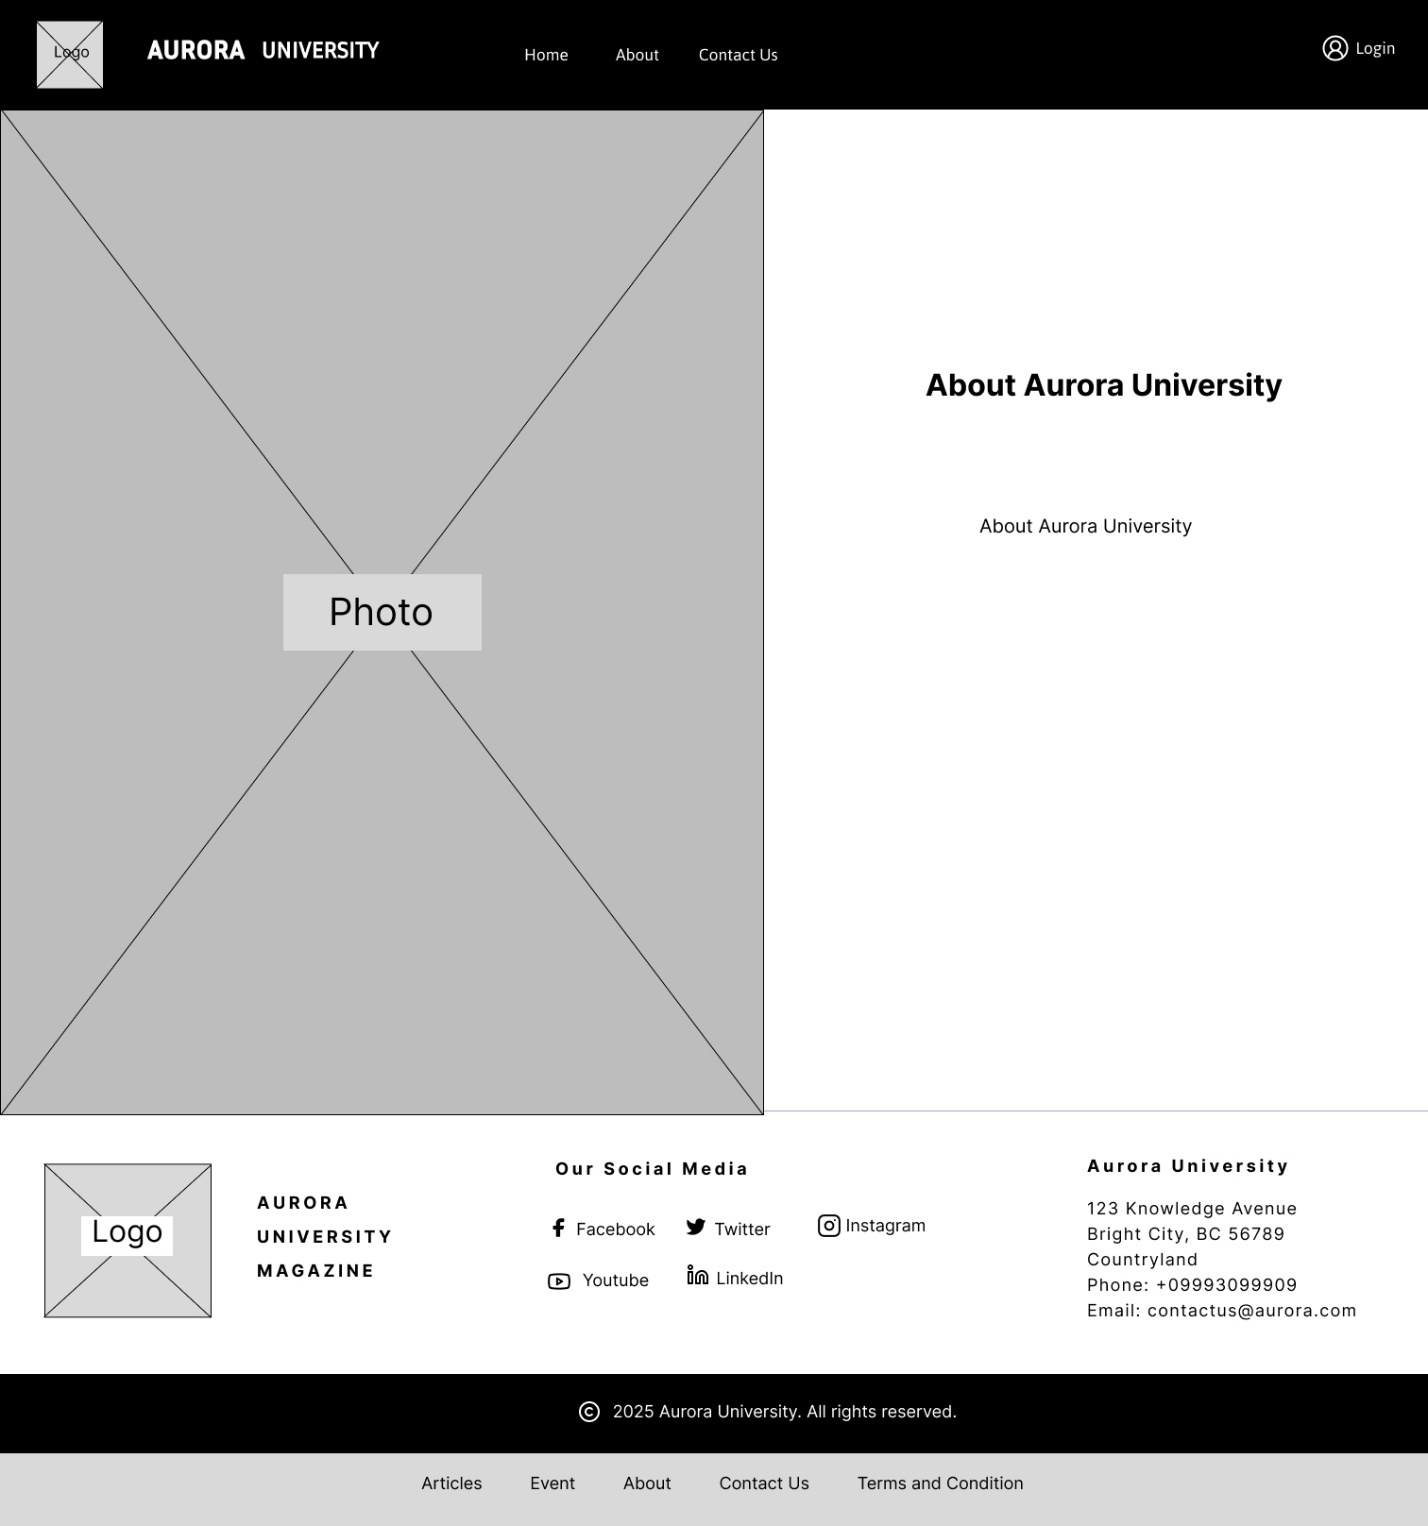 Logo
AURORA UNIVERSITY
Home About Contact Us
Login
Photo
About Aurora University
About Aurora University
Logo
AURORA
UNIVERSITY
MAGAZINE
Our Social Media
Facebook Twitter Instagram
Youtube LinkedIn
Aurora University
123 Knowledge Avenue
Bright City, BC 56789
Countryland
Phone: +09993099909
Email: contactus@aurora.com
© 2025 Aurora University. All rights reserved.
Articles Event About Contact Us Terms and Condition